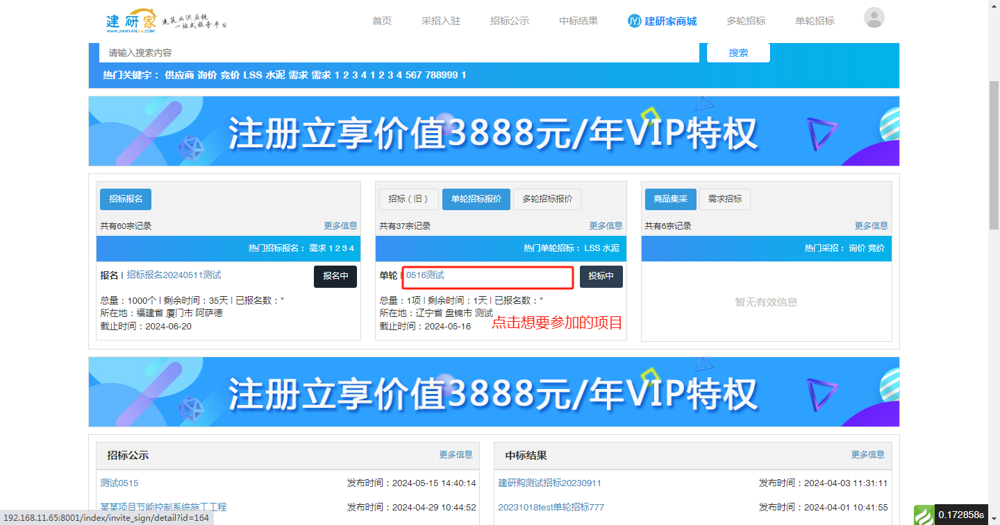 建研家 建筑业供应链
一站式服务平台
WWW.JIANYANJIA.COM
首页 采招入驻 招标公示 中标结果 建研家商城 多轮招标 单轮招标
请输入搜索内容 搜索
热门关键字： 供应商 询价 竞价 LSS 水泥 需求 需求 1 2 3 4 1 2 3 4 567 788999 1
注册立享价值3888元/年VIP特权
招标报名
共有60宗记录 更多信息
热门招标报名： 需求 1 2 3 4
报名 | 招标报名20240511测试 报名中
总量：1000个 | 剩余时间：35天 | 已报名数：*
所在地：福建省 厦门市 阿萨德
截止时间：2024-06-20
招标（旧） 单轮招标报价 多轮招标报价
共有37宗记录 更多信息
热门单轮招标： LSS 水泥
单轮 | 0516测试 投标中
总量：1项 | 剩余时间：1天 | 已报名数：*
所在地：辽宁省 盘锦市 测试
截止时间：2024-05-16
点击想要参加的项目
商品集采 需求招标
共有6宗记录 更多信息
热门采招： 询价 竞价
暂无有效信息
注册立享价值3888元/年VIP特权
招标公示 更多信息
测试0515 发布时间：2024-05-15 14:40:14
某某项目节能控制系统施工工程 发布时间：2024-04-29 10:44:52
中标结果 更多信息
建研购测试招标20230911 发布时间：2024-04-03 11:31:11
20231018test单轮招标777 发布时间：2024-04-01 10:41:55
192.168.11.65:8001/index/invite_sign/detail?id=164
0.172858s